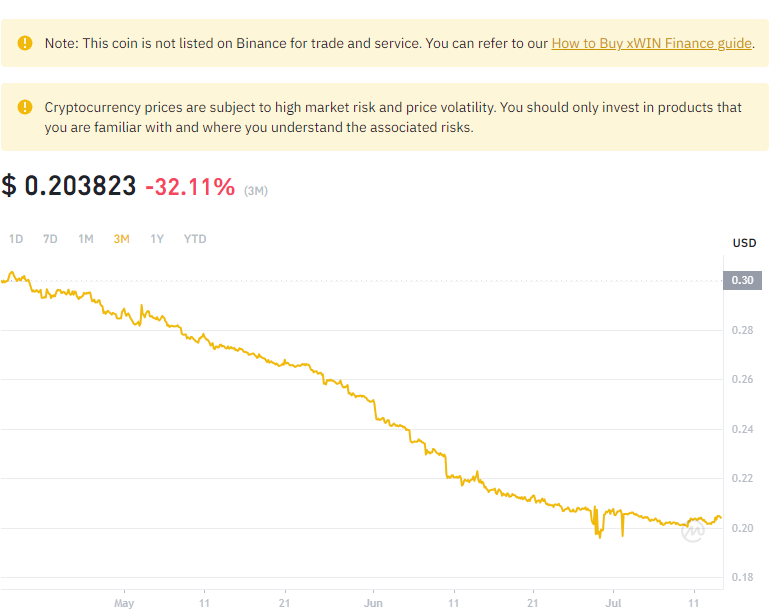 Note: This coin is not listed on Binance for trade and service. You can refer to our How to Buy xWIN Finance guide.
Cryptocurrency prices are subject to high market risk and price volatility. You should only invest in products that
you are familiar with and where you understand the associated risks.
$ 0.203823 -32.11% (3M)
1D 7D 1M 3M 1Y YTD
USD
0.30
0.28
0.26
0.24
0.22
0.20
0.18
May 11 21 Jun 11 21 Jul 11